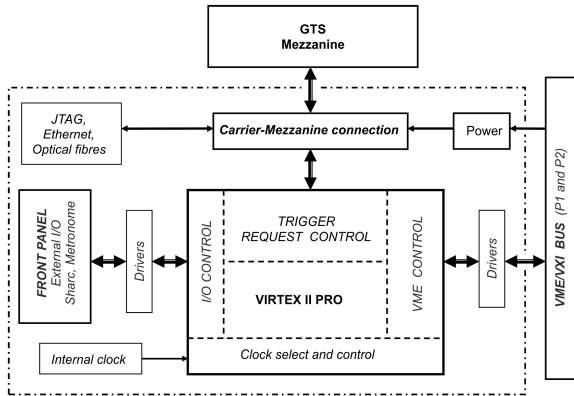 GTS
Mezzanine
JTAG,
Ethernet,
Optical fibres
Carrier-Mezzanine connection
Power
VME/VXI BUS (P1 and P2)
FRONT PANEL
External I/O
Sharc, Metronome
Drivers
I/O CONTROL
TRIGGER
REQUEST CONTROL
VIRTEX II PRO
VME CONTROL
Drivers
Clock select and control
Internal clock